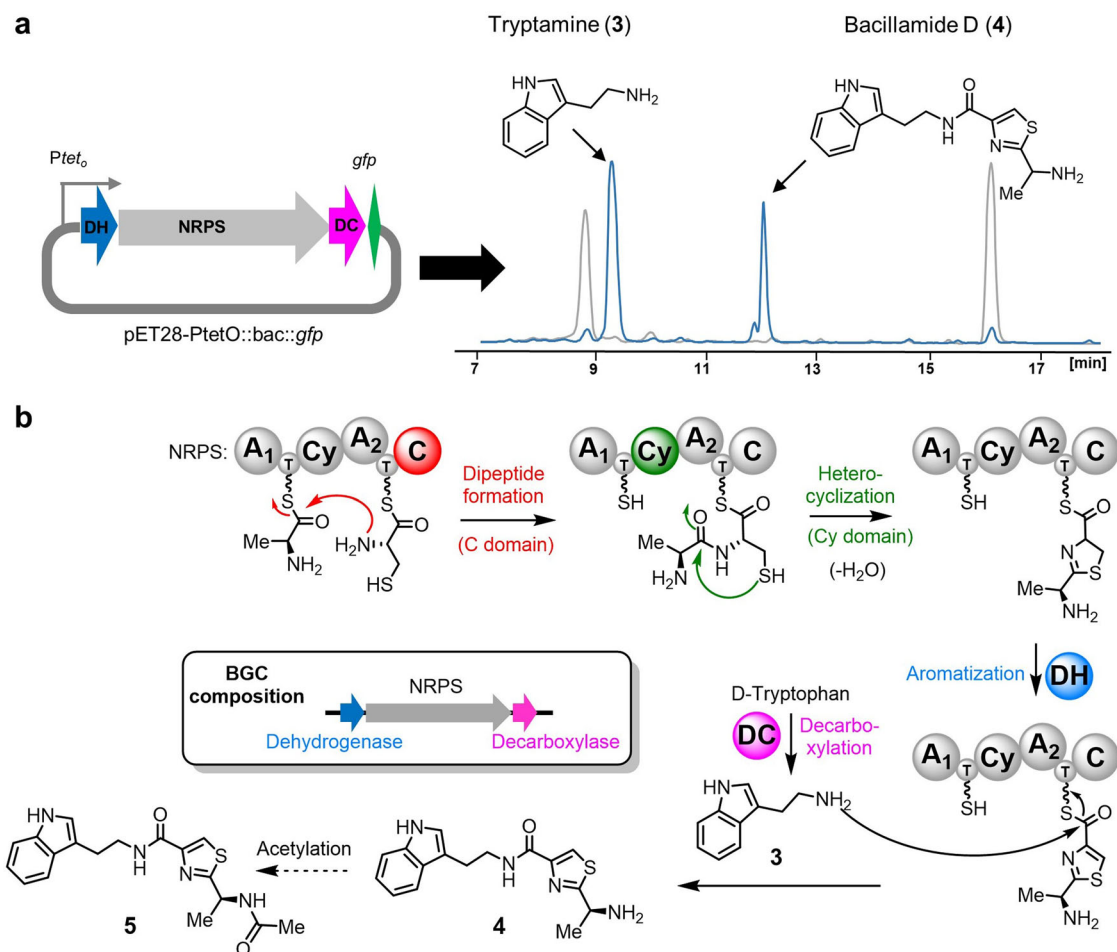 a
Tryptamine (3)
Bacillamide D (4)
HN
NH2
HN
O
N
H
S
N
NH2
Me
Pteto
gfp
DH
NRPS
DC
pET28-PtetO::bac::gfp
7
9
11
13
15
17
[min]
b
NRPS:
A1
T
Cy
A2
T
C
S
O
Me
NH2
S
O
H2N
HS
Dipeptide
formation
(C domain)
A1
T
Cy
A2
T
C
SH
S
O
O
Me
NH
H2N
SH
Hetero-
cyclization
(Cy domain)
(-H2O)
A1
T
Cy
A2
T
C
SH
S
O
N
S
Me
NH2
BGC
composition
NRPS
Dehydrogenase
Decarboxylase
Aromatization
DH
D-Tryptophan
DC
Decarbo-
xylation
HN
NH2
3
A1
T
Cy
A2
T
C
SH
S
O
N
S
Me
NH2
HN
O
N
H
S
N
NH
Me
O
Me
5
Acetylation
HN
O
N
H
S
N
NH2
Me
4